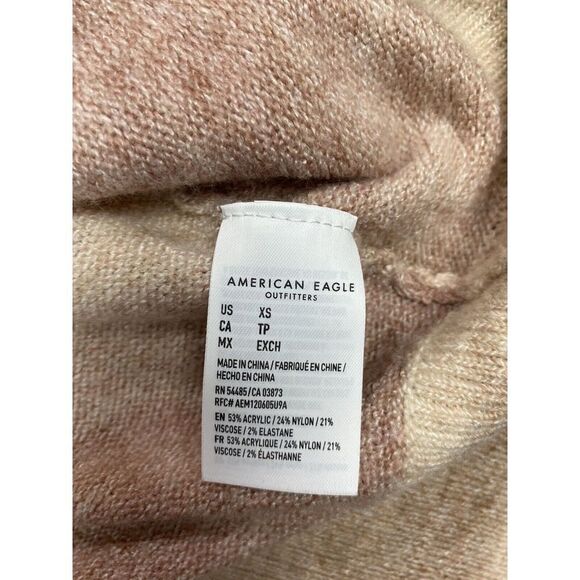 AMERICAN EAGLE
OUTFITTERS
US XS
CA TP
MX EXCH
MADE IN CHINA / FABRIQUÉ EN CHINE /
HECHO EN CHINA
RN 54485 / CA 03873
RFC# AEM120605U9A
EN 53% ACRYLIC / 24% NYLON / 21%
VISCOSE / 2% ELASTANE
FR 53% ACRYLIQUE / 24% NYLON / 21%
VISCOSE / 2% ÉLASTHANNE